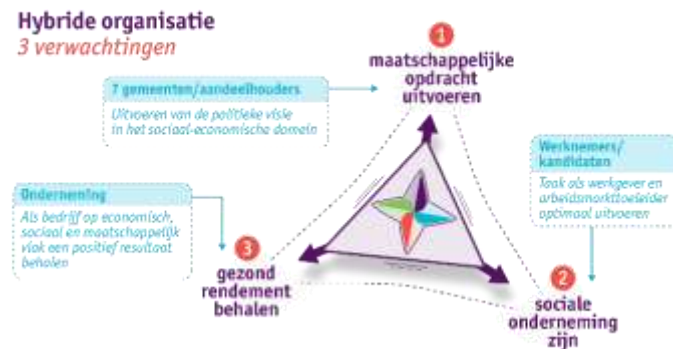 Hybride organisatie
3 verwachtingen
1
maatschappelijke
opdracht
uitvoeren
7 gemeenten/aandeelhouders
Uitvoeren van de politieke visie
in het sociaal-economische domein
Werknemers/
kandidaten
Taak als werkgever en
arbeidsmarkttoeleider
optimaal uitvoeren
Onderneming
Als bedrijf op economisch,
sociaal en maatschappelijk
vlak een positief resultaat
behalen
3
gezond
rendement
behalen
2
sociale
onderneming
zijn